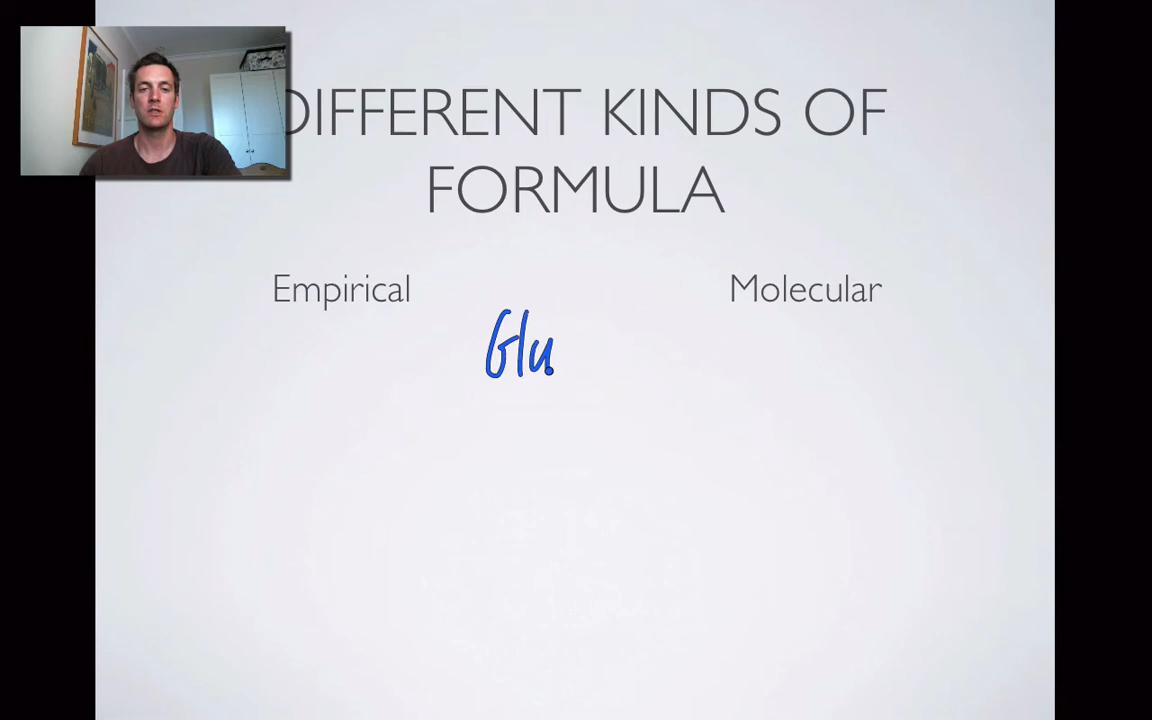 DIFFERENT KINDS OF
FORMULA
Empirical
Molecular
Glu